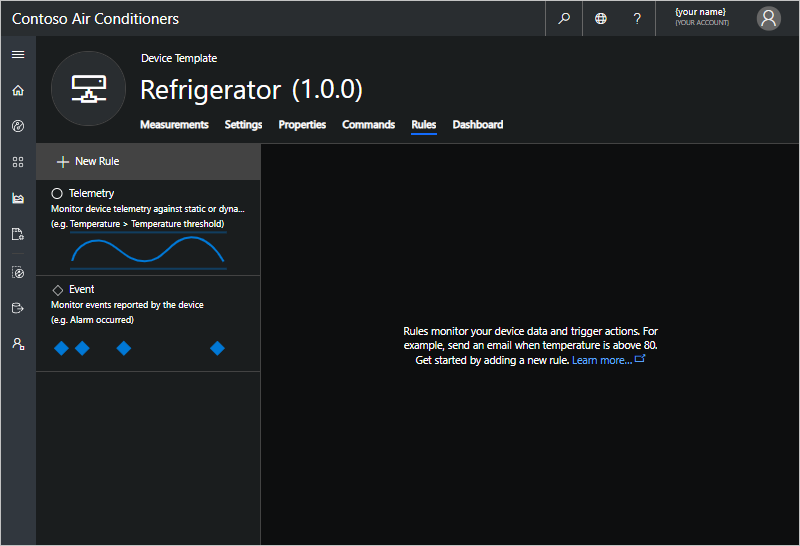 Contoso Air Conditioners
?
{your name}
{YOUR ACCOUNT}
Device Template
Refrigerator (1.0.0)
Measurements Settings Properties Commands Rules Dashboard
New Rule
Telemetry
Monitor device telemetry against static or dyna...
(e.g. Temperature > Temperature threshold)
Event
Monitor events reported by the device
(e.g. Alarm occurred)
Rules monitor your device data and trigger actions. For
example, send an email when temperature is above 80.
Get started by adding a new rule. Learn more...